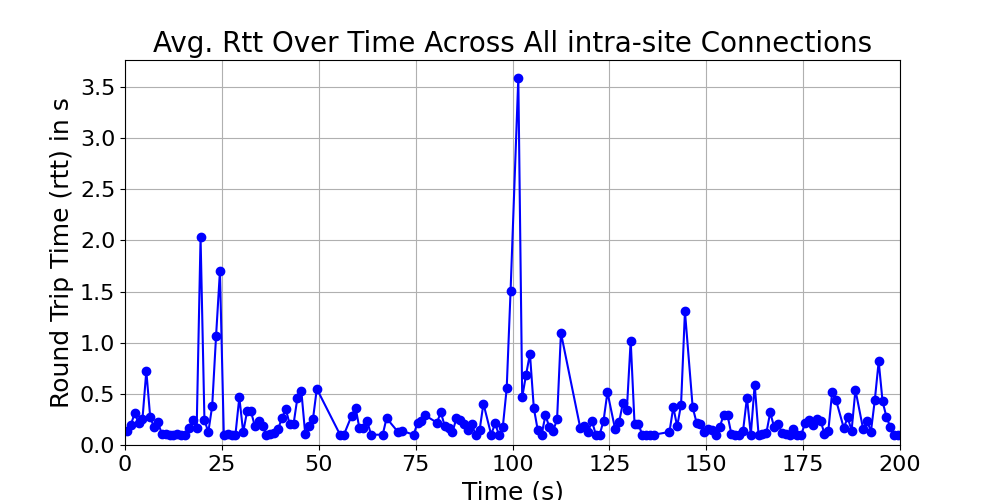 Avg. Rtt Over Time Across All intra-site Connections
Round Trip Time (rtt) in s
3.5
3.0
2.5
2.0
1.5
1.0
0.5
0.0
0 25 50 75 100 125 150 175 200
Time (s)